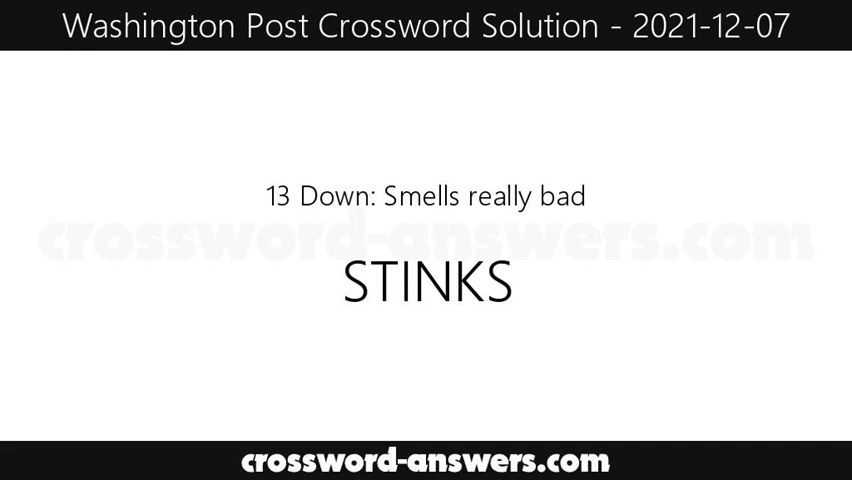 Washington Post Crossword Solution - 2021-12-07
13 Down: Smells really bad
crossword-answers.com
STINKS
crossword-answers.com